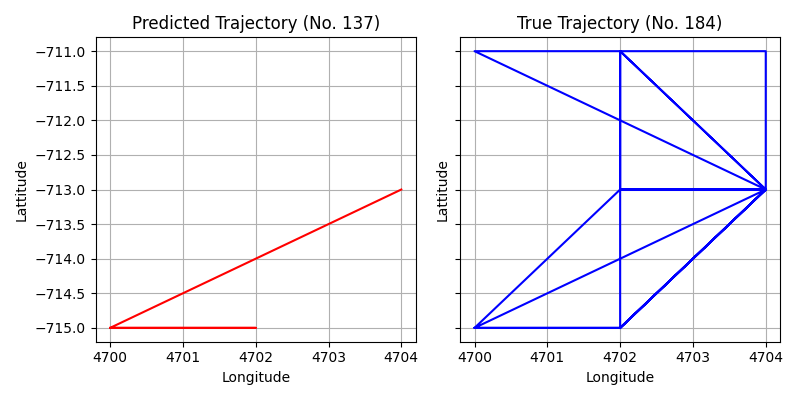 Predicted Trajectory (No. 137)
True Trajectory (No. 184)
Lattitude
−711.0
−711.5
−712.0
−712.5
−713.0
−713.5
−714.0
−714.5
−715.0
4700 4701 4702 4703 4704
Longitude
Lattitude
4700 4701 4702 4703 4704
Longitude